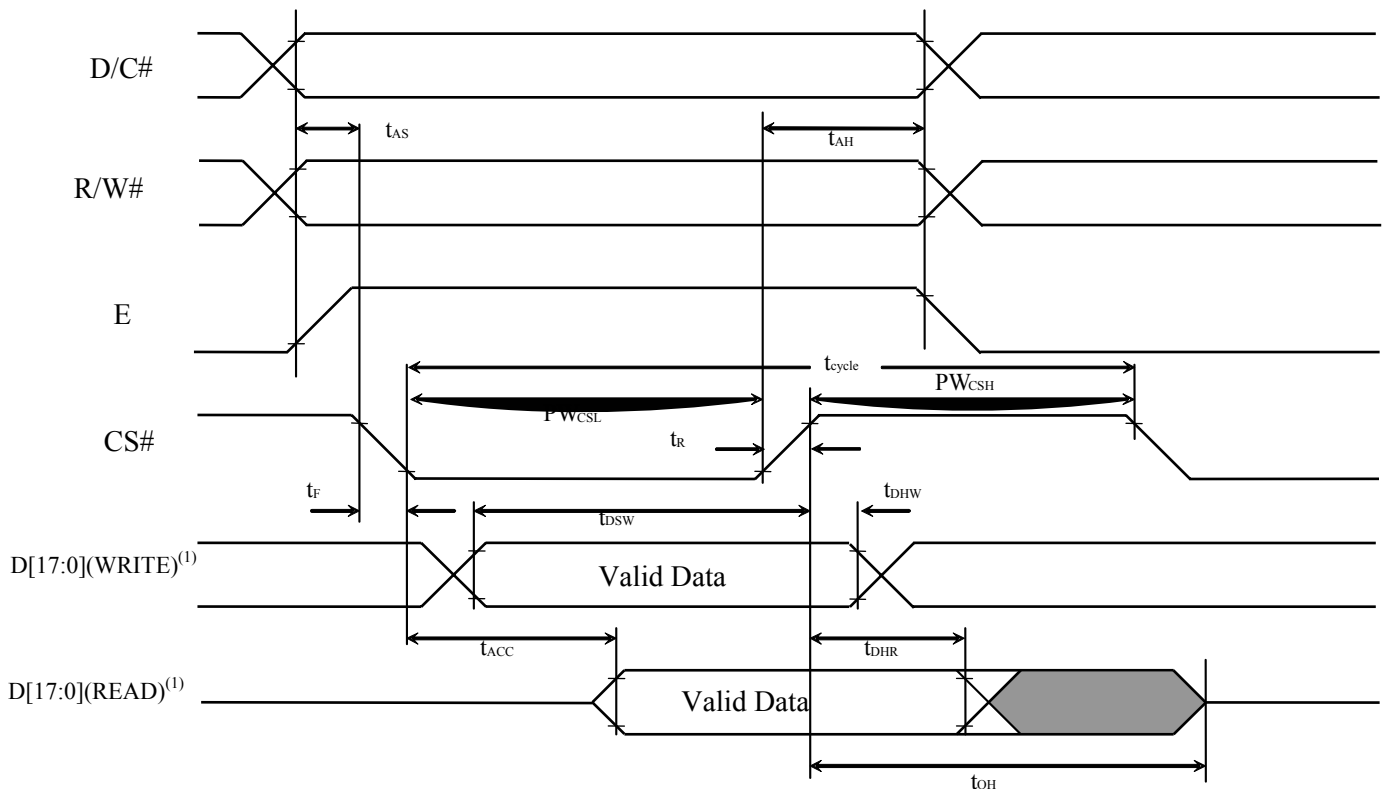 D/C#
tAS
tAH
R/W#
E
tcycle
PWCSH
PWCSL
CS#
tR
tF
tDHW
tDSW
D[17:0](WRITE)(1)
Valid Data
tACC
tDHR
D[17:0](READ)(1)
Valid Data
tOH